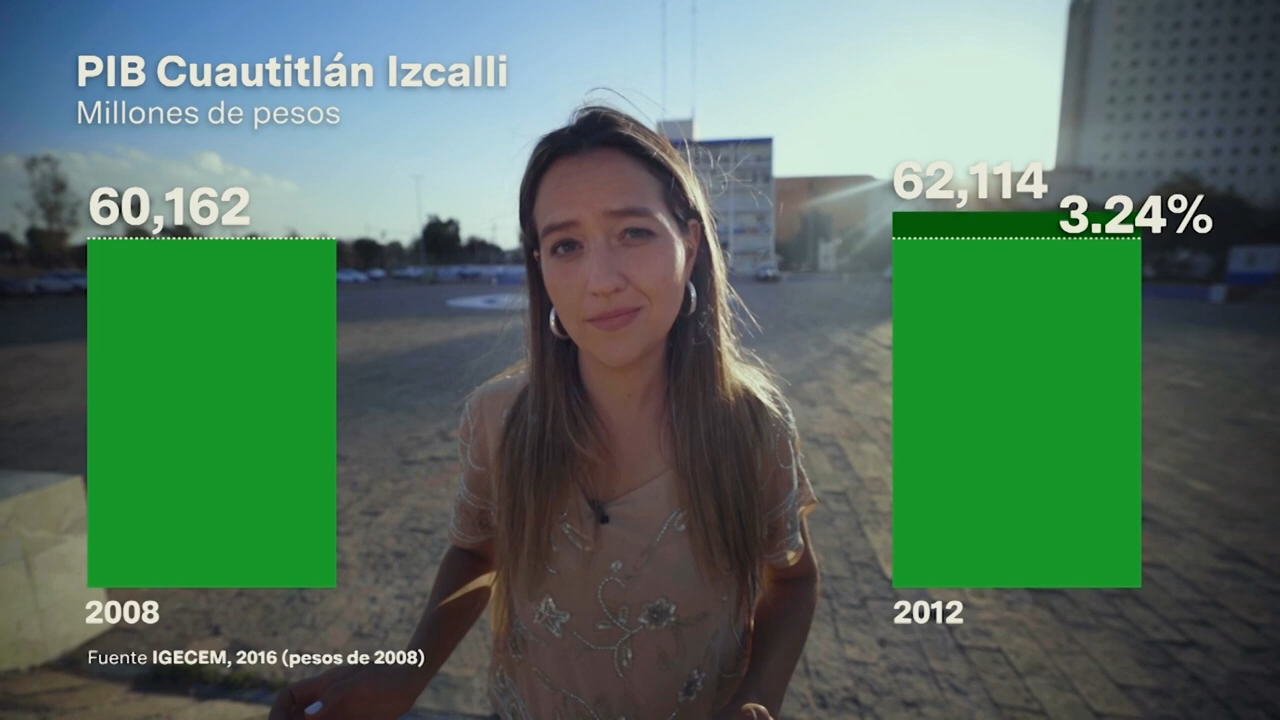 PIB Cuautitlán Izcalli
Millones de pesos
60,162
62,114
3.24%
2008
2012
Fuente IGECEM, 2016 (pesos de 2008)